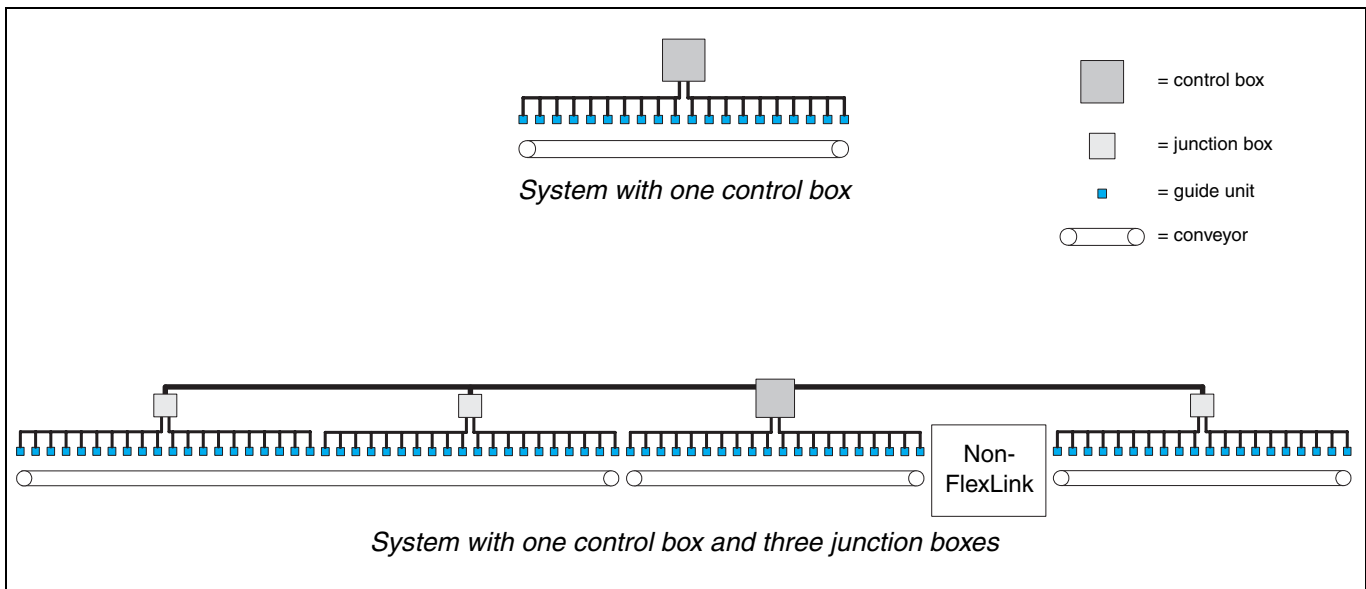 = control box
= junction box
= guide unit
= conveyor
System with one control box
Non-
FlexLink
System with one control box and three junction boxes